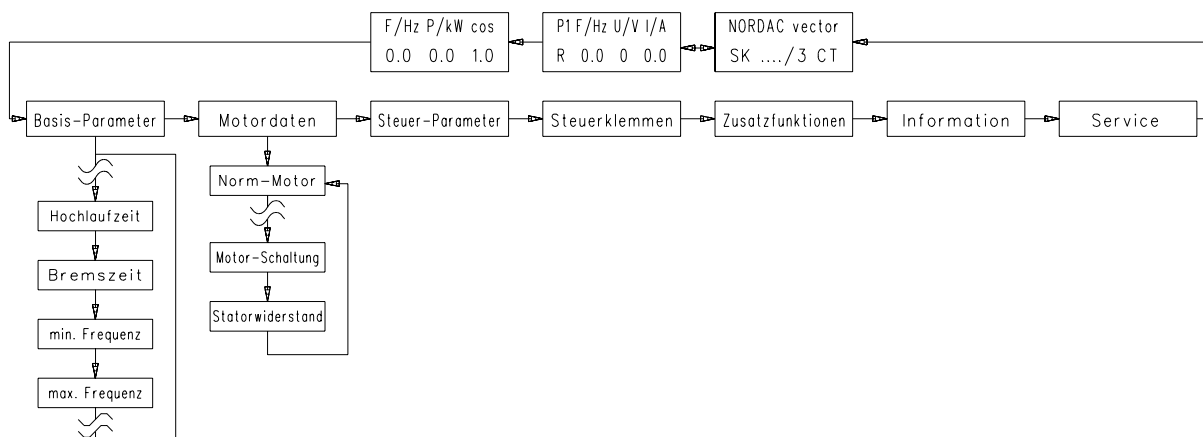 F/Hz P/kW cos
0.0 0.0 1.0
P1 F/Hz U/V I/A
R 0.0 0 0.0
NORDAC vector
SK ..../3 CT
Basis-Parameter
Motordaten
Steuer-Parameter
Steuerklemmen
Zusatzfunktionen
Information
Service
Norm-Motor
Hochlaufzeit
Motor-Schaltung
Bremszeit
Statorwiderstand
min. Frequenz
max. Frequenz